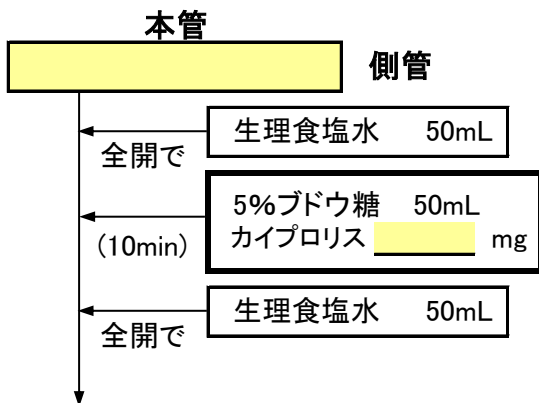 本管
側管
生理食塩水 50mL
全開で
5%ブドウ糖 50mL
カイプロリス mg
(10min)
生理食塩水 50mL
全開で